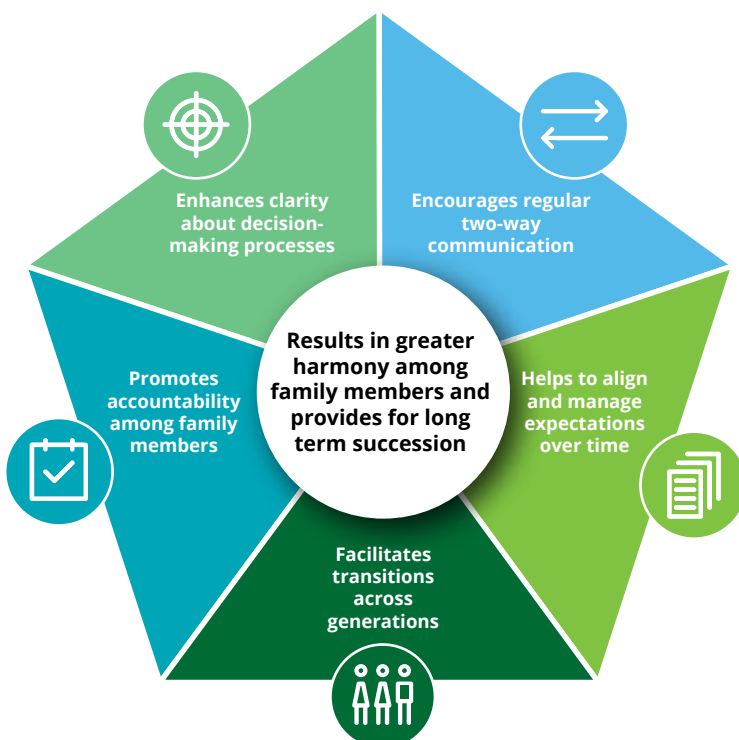 Enhances clarity
about decision-
making processes
Encourages regular
two-way
communication
Results in greater
harmony among
family members and
provides for long
term succession
Promotes
accountability
among family
members
Helps to align
and manage
expectations
over time
Facilitates
transitions
across
generations